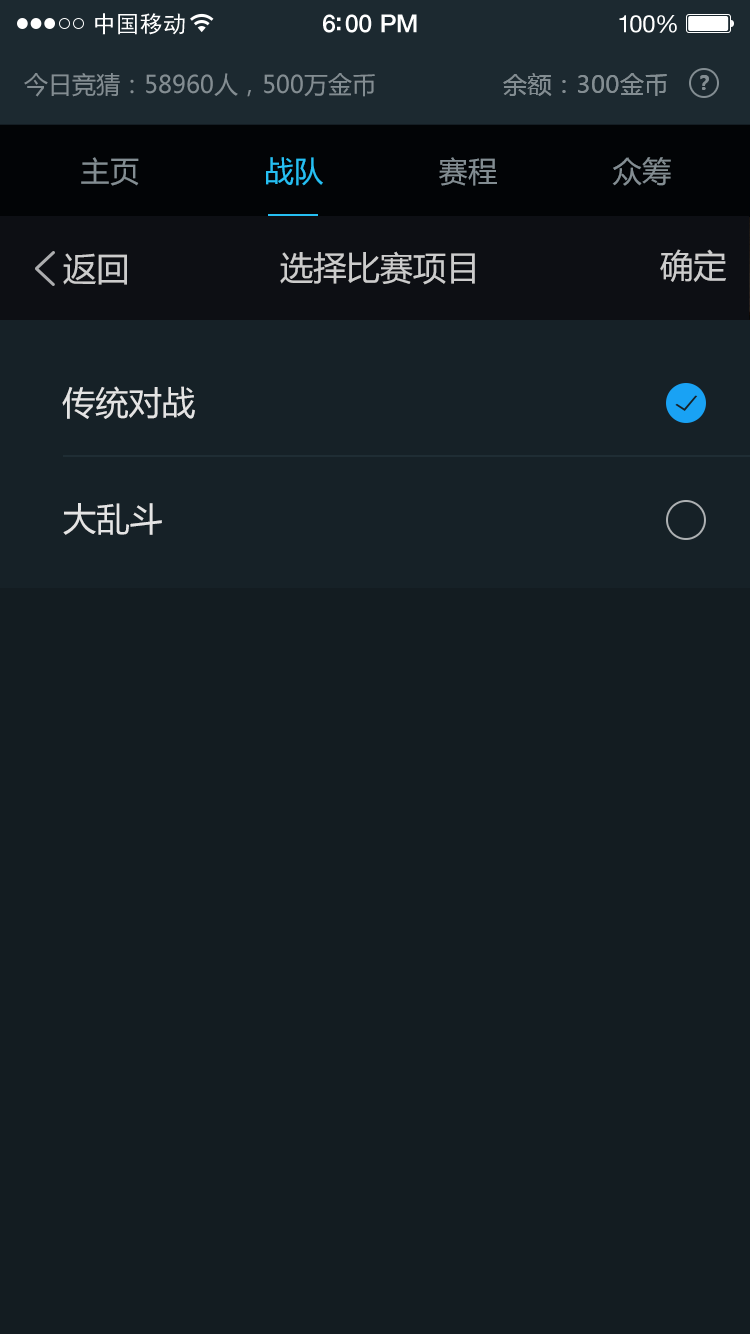 中国移动 6:00 PM 100%
今日竞猜：58960人，500万金币 余额：300金币 ?
主页 战队 赛程 众筹
返回 选择比赛项目 确定
传统对战
大乱斗